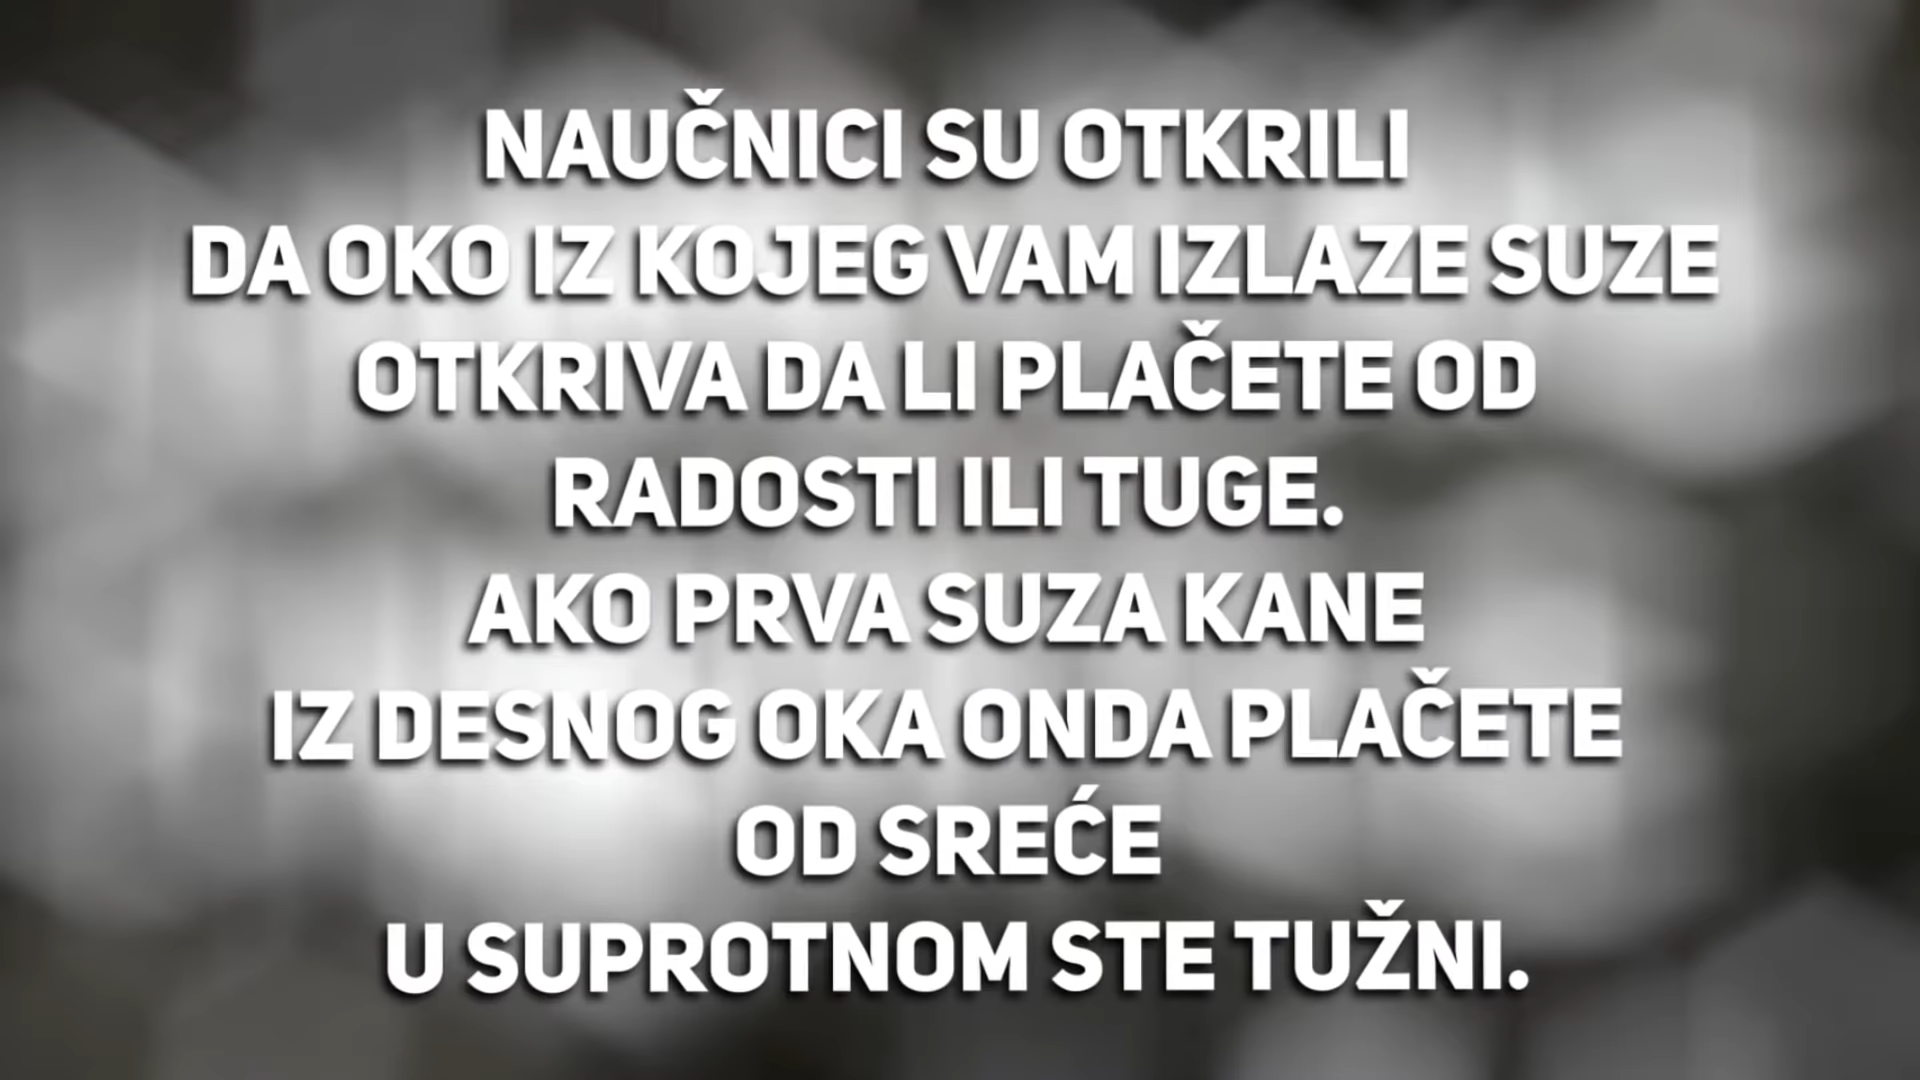 NAUČNICI SU OTKRILI
DA OKO IZ KOJEG VAM IZLAZE SUZE
OTKRIVA DA LI PLAČETE OD
RADOSTI ILI TUGE.
AKO PRVA SUZA KANE
IZ DESNOG OKA ONDA PLAČETE
OD SREĆE
U SUPROTNOM STE TUŽNI.